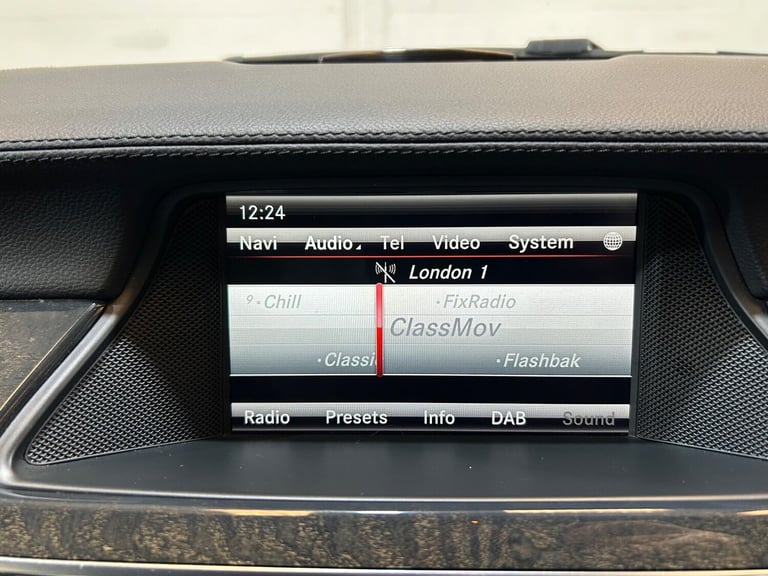 12:24
Navi Audio Tel Video System
London 1
9 • Chill • FixRadio
ClassMov
• Classic • Flashbak
Radio Presets Info DAB Sound